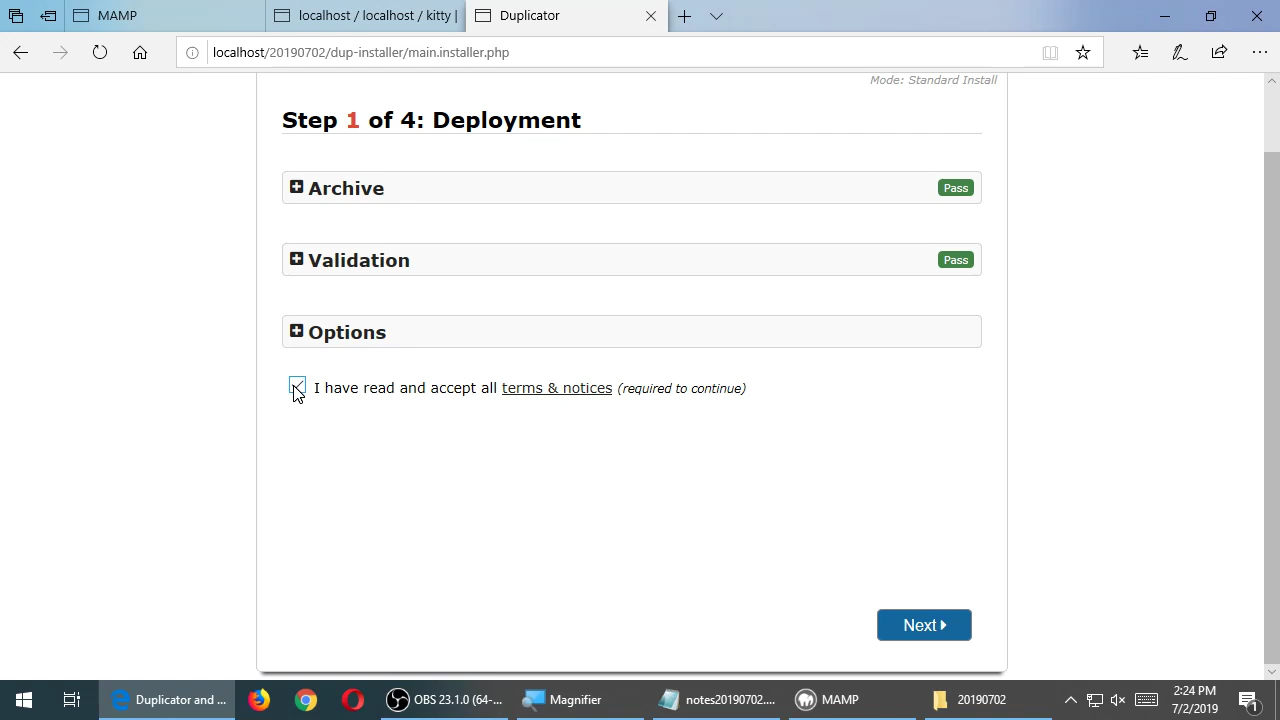 MAMP
localhost / localhost / kitty |
Duplicator
localhost/20190702/dup-installer/main.installer.php
Mode: Standard Install
Step 1 of 4: Deployment
Archive
Pass
Validation
Pass
Options
I have read and accept all terms & notices (required to continue)
Next
Duplicator and ...
OBS 23.1.0 (64-...
Magnifier
notes20190702....
MAMP
20190702
2:24 PM
7/2/2019
1